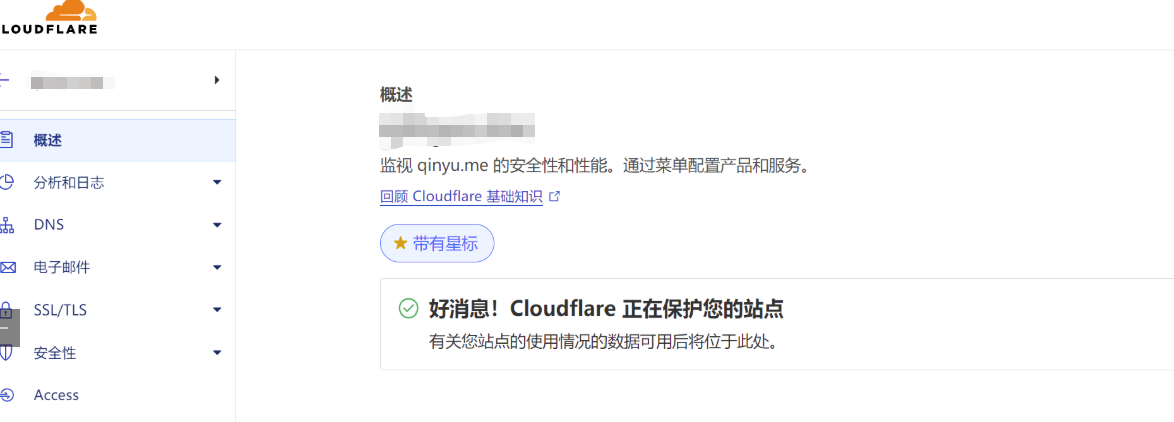 LOUDFLARE
概述
概述
监视 qinyu.me 的安全性和性能。通过菜单配置产品和服务。
回顾 Cloudflare 基础知识
带有星标
好消息！Cloudflare 正在保护您的站点
有关您站点的使用情况的数据可用后将位于此处。
分析和日志
DNS
电子邮件
SSL/TLS
安全性
Access